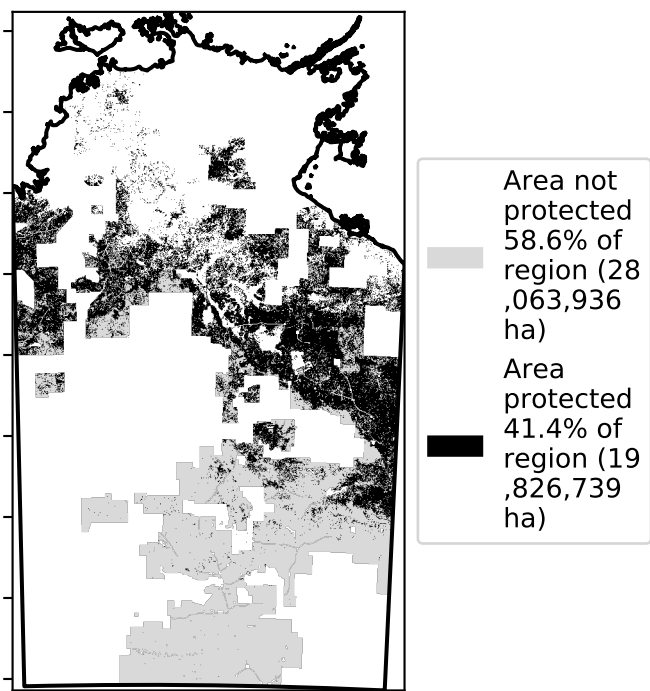 Area not
protected
58.6% of
region (28
,063,936
ha)
Area
protected
41.4% of
region (19
,826,739
ha)